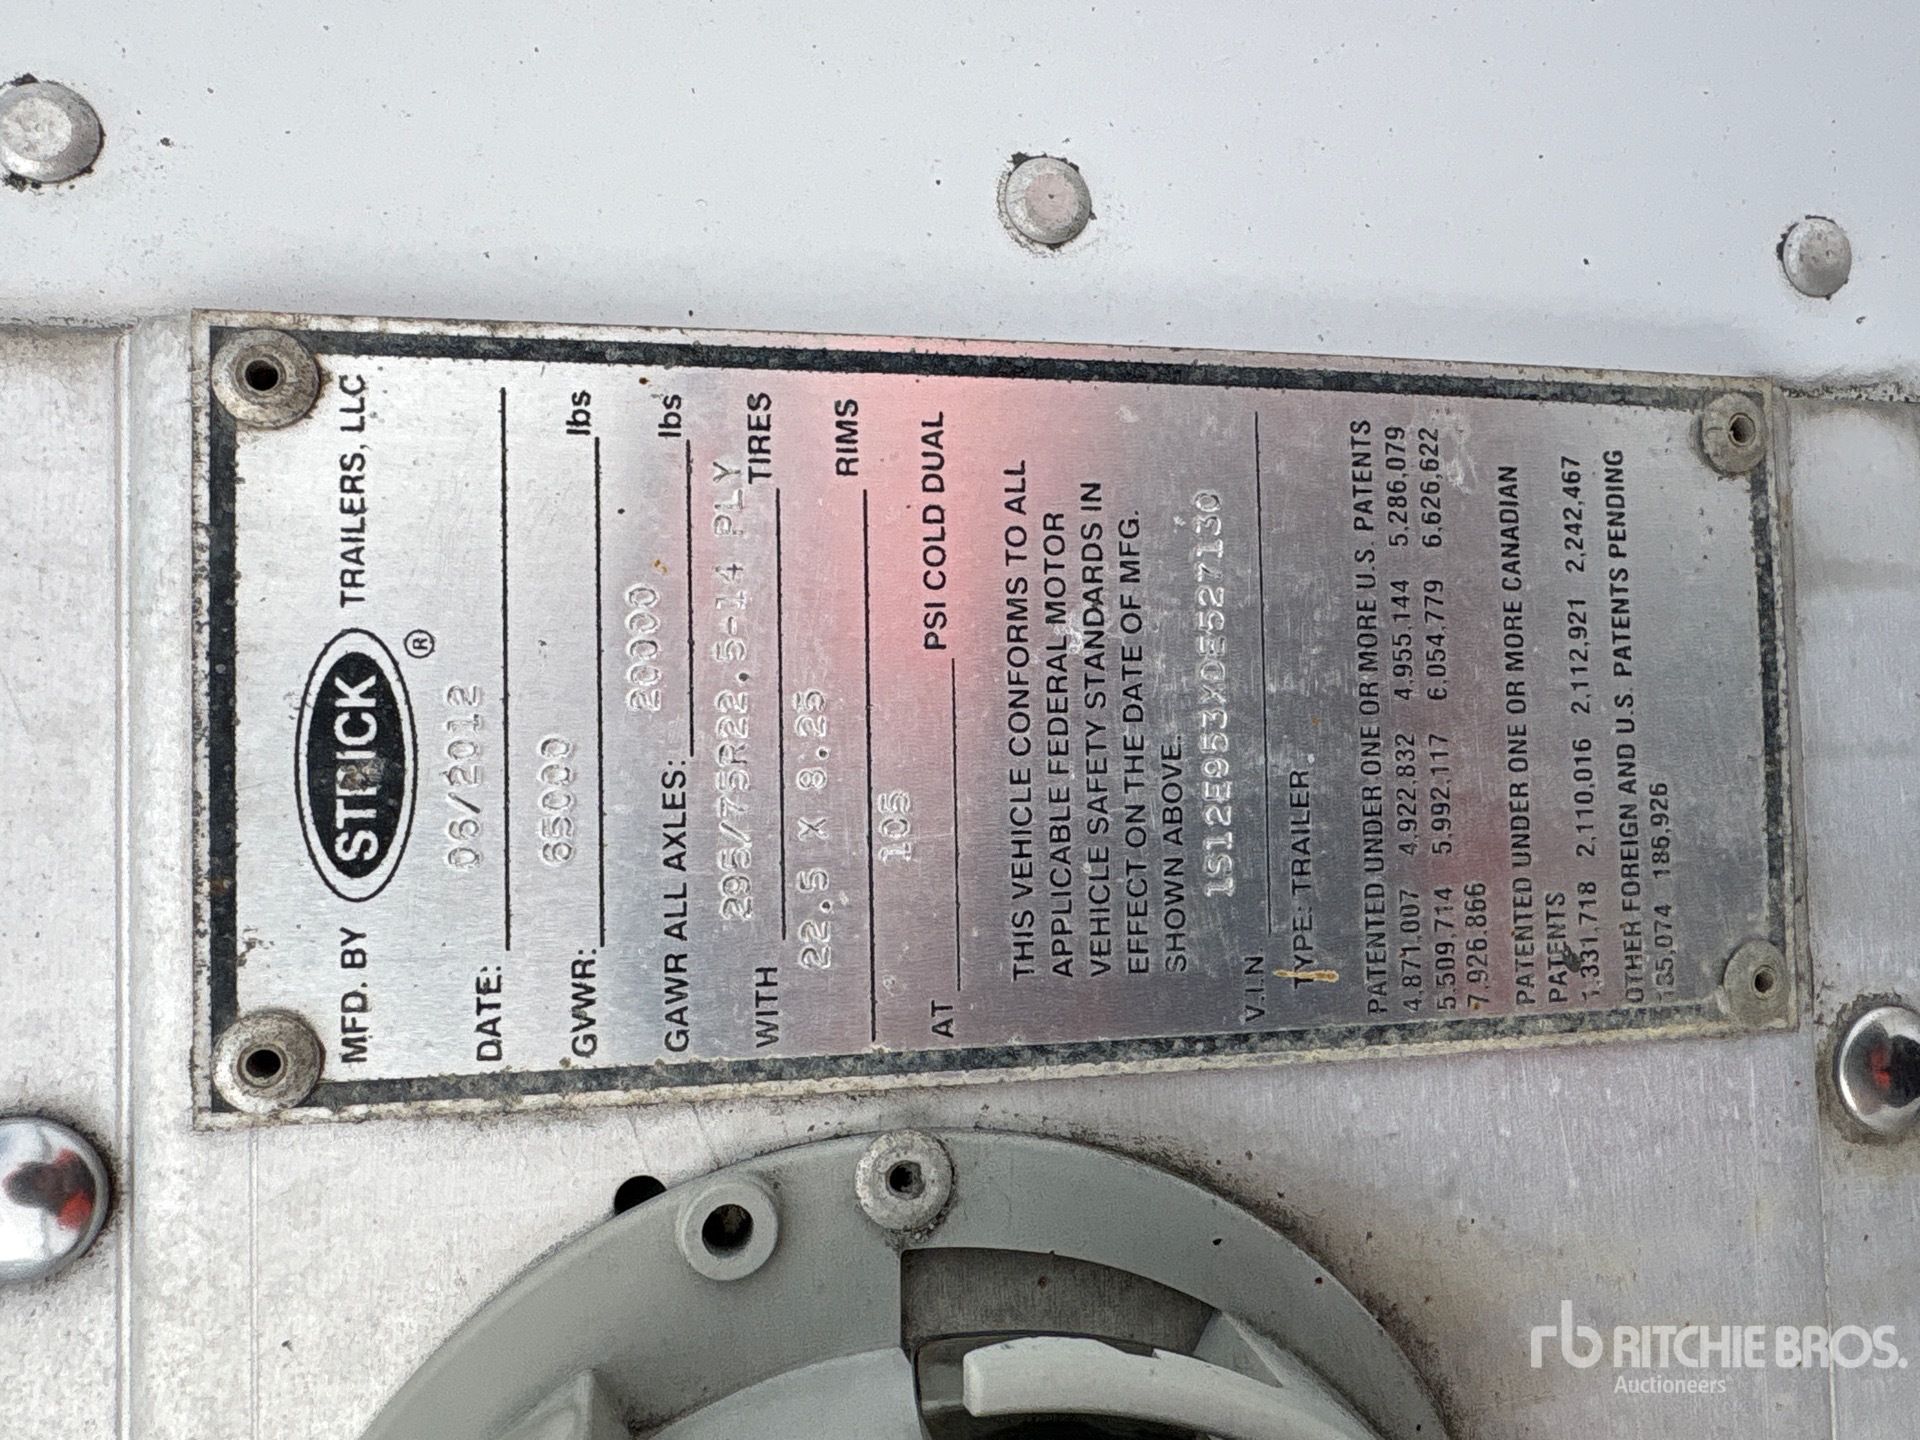 MFD. BY STRICK ® TRAILERS, LLC
DATE: 06/2012
GVWR: 65000 lbs
GAWR ALL AXLES: 20000 lbs
WITH 295/75R22.5-14 PLY TIRES
22.5 X 8.25 RIMS
AT 105 PSI COLD DUAL
THIS VEHICLE CONFORMS TO ALL
APPLICABLE FEDERAL MOTOR
VEHICLE SAFETY STANDARDS IN
EFFECT ON THE DATE OF MFG.
SHOWN ABOVE.
V.I.N 1S12E953XDE527130
TYPE: TRAILER
PATENTED UNDER ONE OR MORE U.S. PATENTS
4,871,007 4,922,832 4,955,144 5,286,079
5,509,714 5,992,117 6,054,779 6,626,622
7,926,866
PATENTED UNDER ONE OR MORE CANADIAN
PATENTS
1,331,718 2,110,016 2,112,921 2,242,467
OTHER FOREIGN AND U.S. PATENTS PENDING
135,074 186,926
rb RITCHIE BROS.
Auctioneers